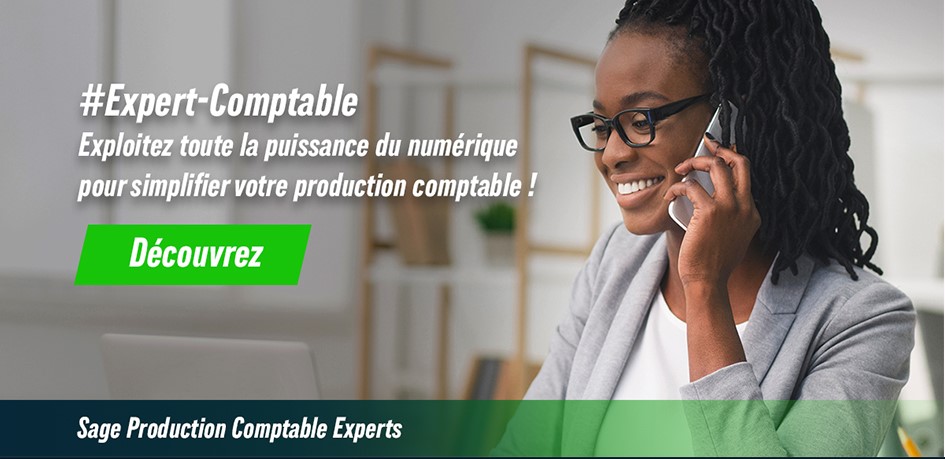 #Expert-Comptable
Exploitez toute la puissance du numérique
pour simplifier votre production comptable !
Découvrez
Sage Production Comptable Experts